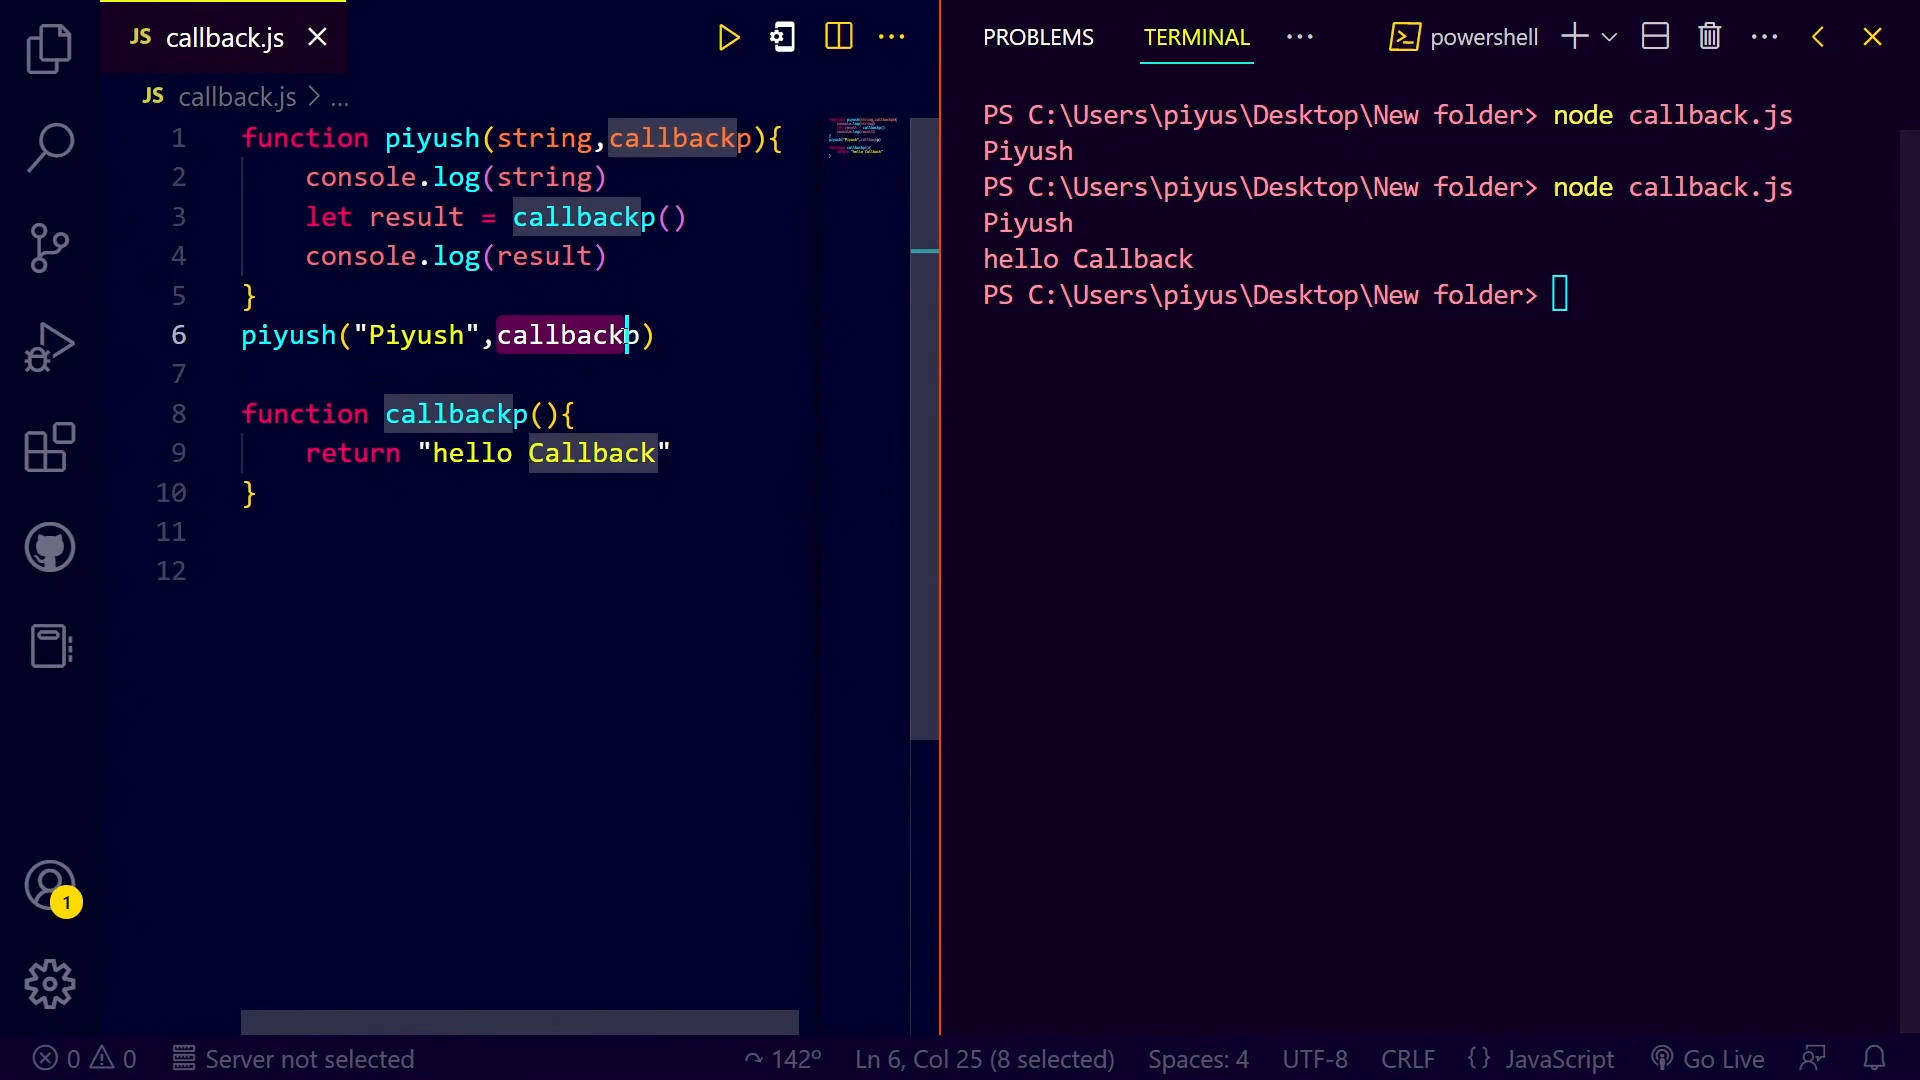 JS callback.js
JS callback.js > ...
1 function piyush(string,callbackp){
2 console.log(string)
3 let result = callbackp()
4 console.log(result)
5 }
6 piyush("Piyush",callbackp)
7
8 function callbackp(){
9 return "hello Callback"
10 }
11
12
PROBLEMS TERMINAL ... powershell
PS C:\Users\piyus\Desktop\New folder> node callback.js
Piyush
PS C:\Users\piyus\Desktop\New folder> node callback.js
Piyush
hello Callback
PS C:\Users\piyus\Desktop\New folder>
1
0 0 Server not selected 142º Ln 6, Col 25 (8 selected) Spaces: 4 UTF-8 CRLF {} JavaScript Go Live